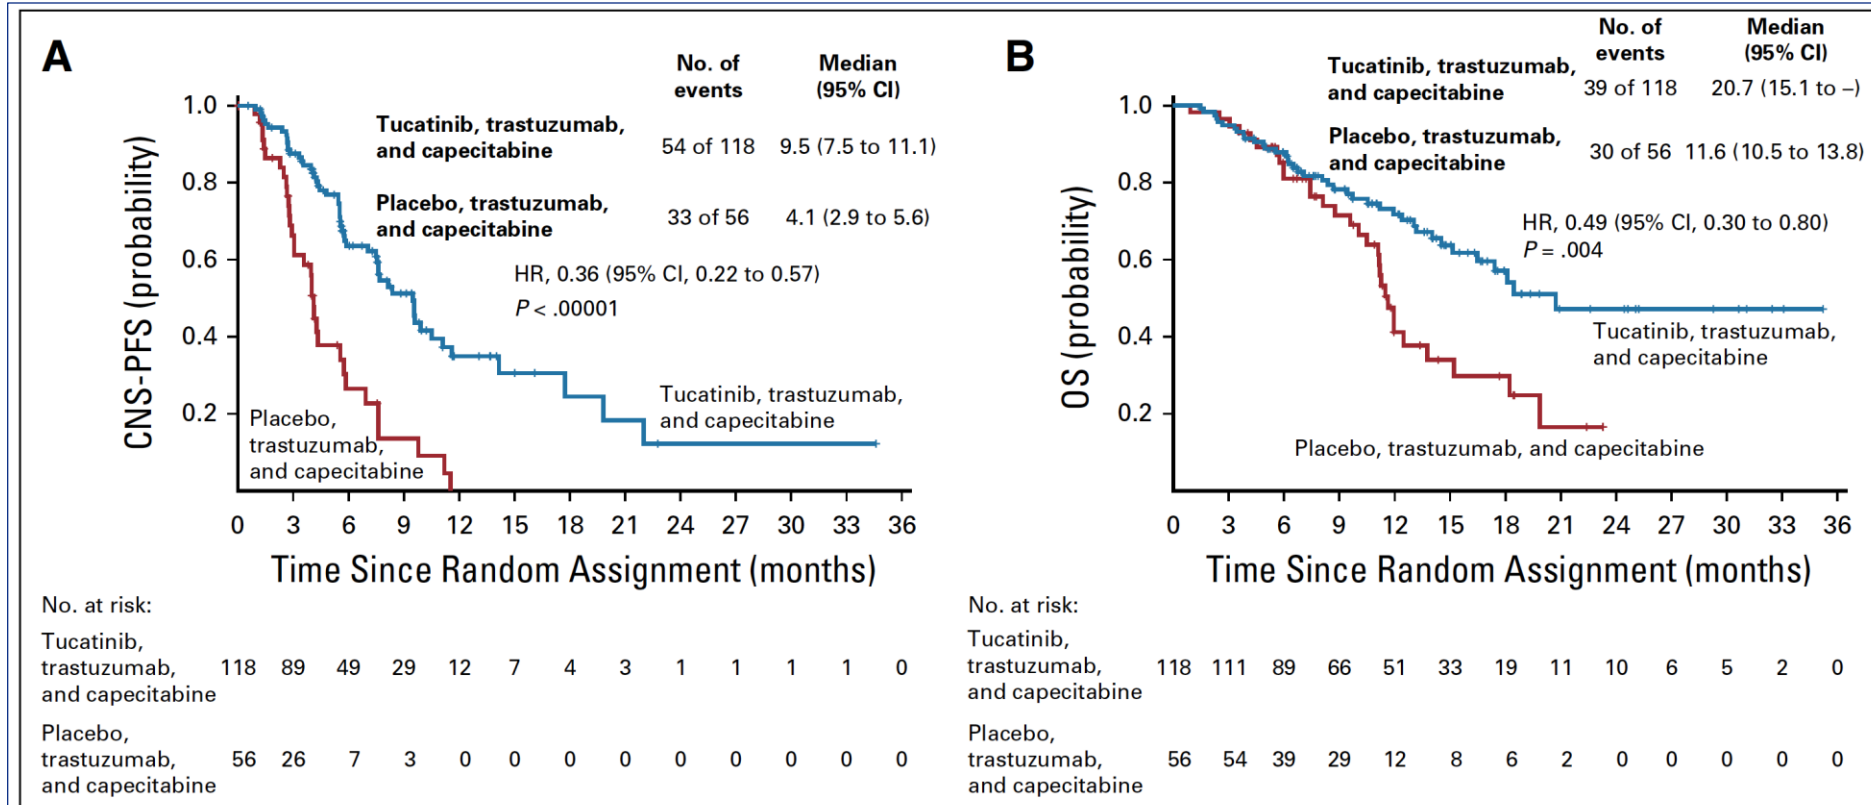 A
No. of events
Median (95% CI)
Tucatinib, trastuzumab,
and capecitabine
54 of 118
9.5 (7.5 to 11.1)
Placebo, trastuzumab,
and capecitabine
33 of 56
4.1 (2.9 to 5.6)
HR, 0.36 (95% CI, 0.22 to 0.57)
P < .00001
CNS-PFS (probability)
1.0
0.8
0.6
0.4
0.2
Tucatinib, trastuzumab,
and capecitabine
Placebo,
trastuzumab,
and capecitabine
0 3 6 9 12 15 18 21 24 27 30 33 36
Time Since Random Assignment (months)
No. at risk:
Tucatinib,
trastuzumab,
and capecitabine
118 89 49 29 12 7 4 3 1 1 1 1 0
Placebo,
trastuzumab,
and capecitabine
56 26 7 3 0 0 0 0 0 0 0 0 0
B
No. of events
Median (95% CI)
Tucatinib, trastuzumab,
and capecitabine
39 of 118
20.7 (15.1 to –)
Placebo, trastuzumab,
and capecitabine
30 of 56
11.6 (10.5 to 13.8)
HR, 0.49 (95% CI, 0.30 to 0.80)
P = .004
OS (probability)
1.0
0.8
0.6
0.4
0.2
Tucatinib, trastuzumab,
and capecitabine
Placebo, trastuzumab, and capecitabine
0 3 6 9 12 15 18 21 24 27 30 33 36
Time Since Random Assignment (months)
No. at risk:
Tucatinib,
trastuzumab,
and capecitabine
118 111 89 66 51 33 19 11 10 6 5 2 0
Placebo,
trastuzumab,
and capecitabine
56 54 39 29 12 8 6 2 0 0 0 0 0